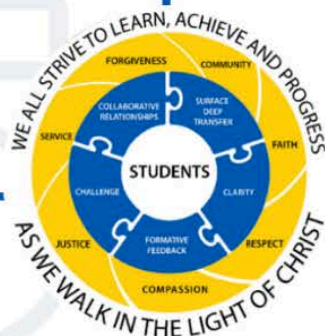 WE ALL STRIVE TO LEARN, ACHIEVE AND PROGRESS
FORGIVENESS
COMMUNITY
COLLABORATIVE
RELATIONSHIPS
SURFACE
DEEP
TRANSFER
SERVICE
FAITH
STUDENTS
CHALLENGE
CLARITY
JUSTICE
FORMATIVE
FEEDBACK
RESPECT
COMPASSION
AS WE WALK IN THE LIGHT OF CHRIST